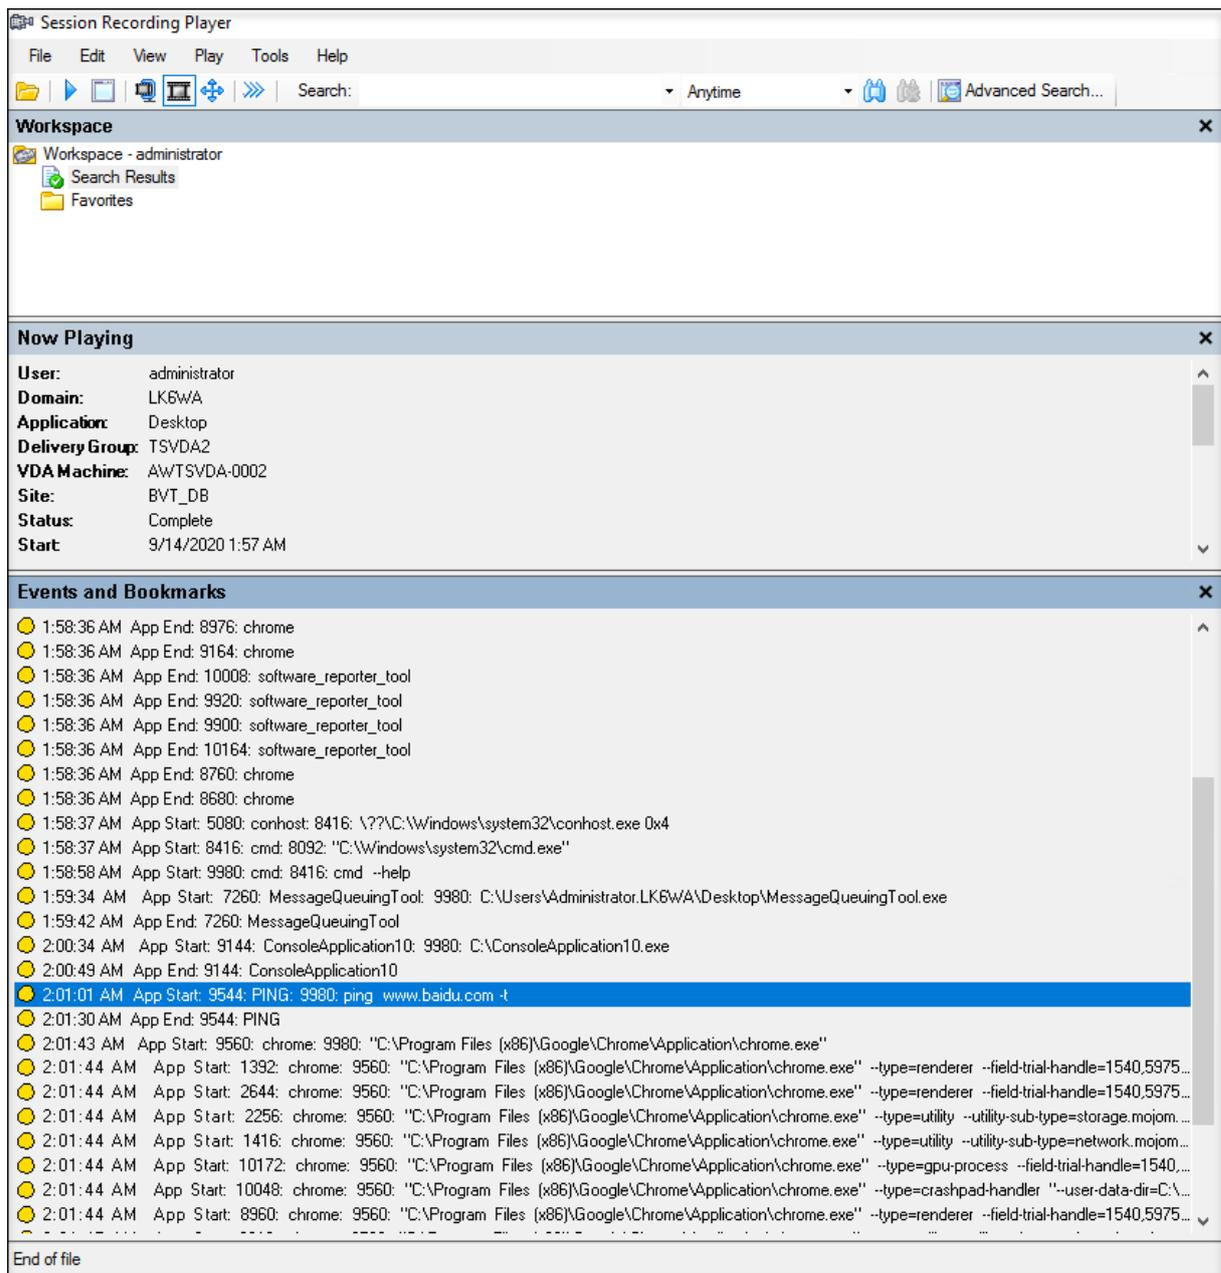 Session Recording Player
File Edit View Play Tools Help
Search: Anytime Advanced Search...
Workspace
Workspace - administrator
Search Results
Favorites
Now Playing
User: administrator
Domain: LK6WA
Application: Desktop
Delivery Group: TSVDA2
VDA Machine: AWTSVDA-0002
Site: BVT_DB
Status: Complete
Start: 9/14/2020 1:57 AM
Events and Bookmarks
1:58:36 AM App End: 8976: chrome
1:58:36 AM App End: 9164: chrome
1:58:36 AM App End: 10008: software_reporter_tool
1:58:36 AM App End: 9920: software_reporter_tool
1:58:36 AM App End: 9900: software_reporter_tool
1:58:36 AM App End: 10164: software_reporter_tool
1:58:36 AM App End: 8760: chrome
1:58:36 AM App End: 8680: chrome
1:58:37 AM App Start: 5080: conhost: 8416: \??\C:\Windows\system32\conhost.exe 0x4
1:58:37 AM App Start: 8416: cmd: 8092: "C:\Windows\system32\cmd.exe"
1:58:58 AM App Start: 9980: cmd: 8416: cmd --help
1:59:34 AM App Start: 7260: MessageQueuingTool: 9980: C:\Users\Administrator.LK6WA\Desktop\MessageQueuingTool.exe
1:59:42 AM App End: 7260: MessageQueuingTool
2:00:34 AM App Start: 9144: ConsoleApplication10: 9980: C:\ConsoleApplication10.exe
2:00:49 AM App End: 9144: ConsoleApplication10
2:01:01 AM App Start: 9544: PING: 9980: ping www.baidu.com -t
2:01:30 AM App End: 9544: PING
2:01:43 AM App Start: 9560: chrome: 9980: "C:\Program Files (x86)\Google\Chrome\Application\chrome.exe"
2:01:44 AM App Start: 1392: chrome: 9560: "C:\Program Files (x86)\Google\Chrome\Application\chrome.exe" --type=renderer --field-trial-handle=1540,5975...
2:01:44 AM App Start: 2644: chrome: 9560: "C:\Program Files (x86)\Google\Chrome\Application\chrome.exe" --type=renderer --field-trial-handle=1540,5975...
2:01:44 AM App Start: 2256: chrome: 9560: "C:\Program Files (x86)\Google\Chrome\Application\chrome.exe" --type=utility --utility-sub-type=storage.mojom. ...
2:01:44 AM App Start: 1416: chrome: 9560: "C:\Program Files (x86)\Google\Chrome\Application\chrome.exe" --type=utility --utility-sub-type=network.mojom...
2:01:44 AM App Start: 10172: chrome: 9560: "C:\Program Files (x86)\Google\Chrome\Application\chrome.exe" --type=gpu-process --field-trial-handle=1540,...
2:01:44 AM App Start: 10048: chrome: 9560: "C:\Program Files (x86)\Google\Chrome\Application\chrome.exe" --type=crashpad-handler "--user-data-dir=C:\...
2:01:44 AM App Start: 8960: chrome: 9560: "C:\Program Files (x86)\Google\Chrome\Application\chrome.exe" --type=renderer --field-trial-handle=1540,5975...
End of file